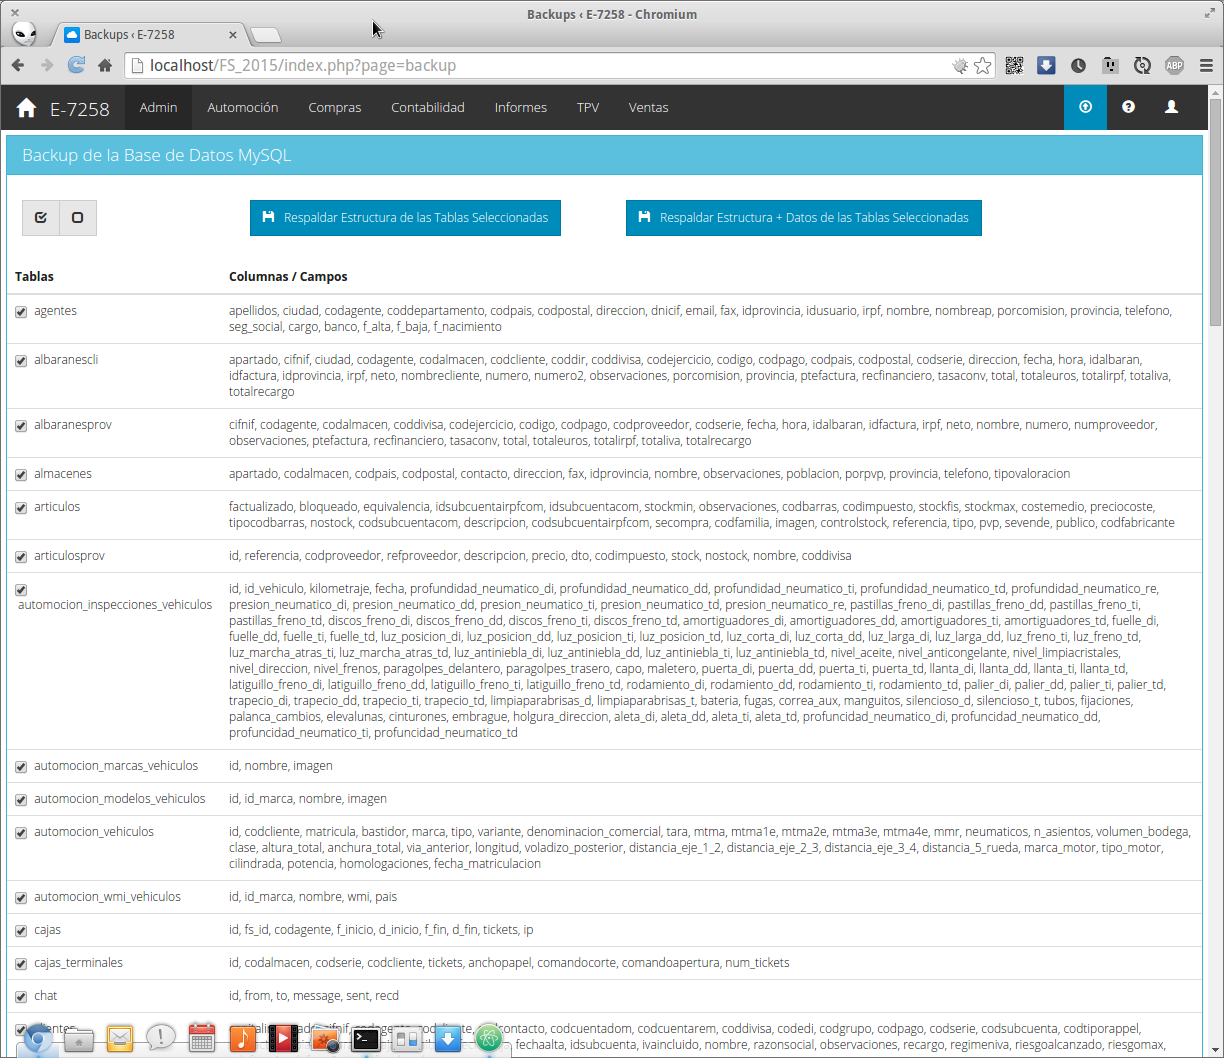 Backups ‹ E-7258 - Chromium
Backups ‹ E-7258
localhost/FS_2015/index.php?page=backup
ABP
E-7258 Admin Automoción Compras Contabilidad Informes TPV Ventas
Backup de la Base de Datos MySQL
Respaldar Estructura de las Tablas Seleccionadas Respaldar Estructura + Datos de las Tablas Seleccionadas
Tablas Columnas / Campos
agentes apellidos, ciudad, codagente, coddepartamento, codpais, codpostal, direccion, dnicif, email, fax, idprovincia, idusuario, irpf, nombre, nombreap, porcomision, provincia, telefono,
seg_social, cargo, banco, f_alta, f_baja, f_nacimiento
albaranescli apartado, cifnif, ciudad, codagente, codalmacen, codcliente, coddir, coddivisa, codejercicio, codigo, codpago, codpais, codpostal, codserie, direccion, fecha, hora, idalbaran,
idfactura, idprovincia, irpf, neto, nombrecliente, numero, numero2, observaciones, porcomision, provincia, ptefactura, recfinanciero, tasaconv, total, totaleuros, totalirpf, totaliva,
totalrecargo
albaranesprov cifnif, codagente, codalmacen, coddivisa, codejercicio, codigo, codpago, codproveedor, codserie, fecha, hora, idalbaran, idfactura, irpf, neto, nombre, numero, numproveedor,
observaciones, ptefactura, recfinanciero, tasaconv, total, totaleuros, totalirpf, totaliva, totalrecargo
almacenes apartado, codalmacen, codpais, codpostal, contacto, direccion, fax, idprovincia, nombre, observaciones, poblacion, porpvp, provincia, telefono, tipovaloracion
articulos factualizado, bloqueado, equivalencia, idsubcuentairpfcom, idsubcuentacom, stockmin, observaciones, codbarras, codimpuesto, stockfis, stockmax, costemedio, preciocoste,
tipocodbarras, nostock, codsubcuentacom, descripcion, codsubcuentairpfcom, secompra, codfamilia, imagen, controlstock, referencia, tipo, pvp, sevende, publico, codfabricante
articulosprov id, referencia, codproveedor, refproveedor, descripcion, precio, dto, codimpuesto, stock, nostock, nombre, coddivisa
automocion_inspecciones_vehiculos id, id_vehiculo, kilometraje, fecha, profundidad_neumatico_di, profundidad_neumatico_dd, profundidad_neumatico_ti, profundidad_neumatico_td, profundidad_neumatico_re,
presion_neumatico_di, presion_neumatico_dd, presion_neumatico_ti, presion_neumatico_td, presion_neumatico_re, pastillas_freno_di, pastillas_freno_dd, pastillas_freno_ti,
pastillas_freno_td, discos_freno_di, discos_freno_dd, discos_freno_ti, discos_freno_td, amortiguadores_di, amortiguadores_dd, amortiguadores_ti, amortiguadores_td, fuelle_di,
fuelle_dd, fuelle_ti, fuelle_td, luz_posicion_di, luz_posicion_dd, luz_posicion_ti, luz_posicion_td, luz_corta_di, luz_corta_dd, luz_larga_di, luz_larga_dd, luz_freno_ti, luz_freno_td,
luz_marcha_atras_ti, luz_marcha_atras_td, luz_antiniebla_di, luz_antiniebla_dd, luz_antiniebla_ti, luz_antiniebla_td, nivel_aceite, nivel_anticongelante, nivel_limpiacristales,
nivel_direccion, nivel_frenos, paragolpes_delantero, paragolpes_trasero, capo, maletero, puerta_di, puerta_dd, puerta_ti, puerta_td, llanta_di, llanta_dd, llanta_ti, llanta_td,
latiguillo_freno_di, latiguillo_freno_dd, latiguillo_freno_ti, latiguillo_freno_td, rodamiento_di, rodamiento_dd, rodamiento_ti, rodamiento_td, palier_di, palier_dd, palier_ti, palier_td,
trapecio_di, trapecio_dd, trapecio_ti, trapecio_td, limpiaparabrisas_d, limpiaparabrisas_t, bateria, fugas, correa_aux, manguitos, silencioso_d, silencioso_t, tubos, fijaciones,
palanca_cambios, elevalunas, cinturones, embrague, holgura_direccion, aleta_di, aleta_dd, aleta_ti, aleta_td, profuncidad_neumatico_di, profuncidad_neumatico_dd,
profuncidad_neumatico_ti, profuncidad_neumatico_td
automocion_marcas_vehiculos id, nombre, imagen
automocion_modelos_vehiculos id, id_marca, nombre, imagen
automocion_vehiculos id, codcliente, matricula, bastidor, marca, tipo, variante, denominacion_comercial, tara, mtma, mtma1e, mtma2e, mtma3e, mtma4e, mmr, neumaticos, n_asientos, volumen_bodega,
clase, altura_total, anchura_total, via_anterior, longitud, voladizo_posterior, distancia_eje_1_2, distancia_eje_2_3, distancia_eje_3_4, distancia_5_rueda, marca_motor, tipo_motor,
cilindrada, potencia, homologaciones, fecha_matriculacion
automocion_wmi_vehiculos id, id_marca, nombre, wmi, pais
cajas id, fs_id, codagente, f_inicio, d_inicio, f_fin, d_fin, tickets, ip
cajas_terminales id, codalmacen, codserie, codcliente, tickets, anchopapel, comandocorte, comandoapertura, num_tickets
chat id, from, to, message, sent, recd
codcuentadom, codcuentarem, coddivisa, codedi, codgrupo, codpago, codserie, codsubcuenta, codtiporappel,
fechaalta, idsubcuenta, ivaincluido, nombre, razonsocial, observaciones, recargo, regimeniva, riesgoalcanzado, riesgomax,